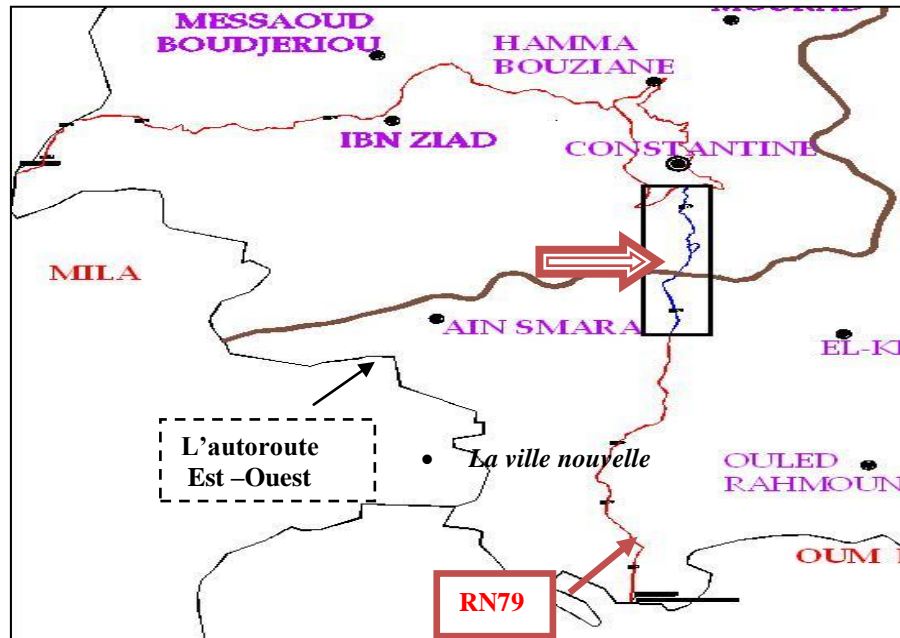 MESSAOUD
BOUDJERIOU
HAMMA
BOUZIANE
IBN ZIAD
CONSTANTINE
MILA
AIN SMARA
L’autoroute
Est –Ouest
La ville nouvelle
OULED
RAHMOUN
OUM
RN79